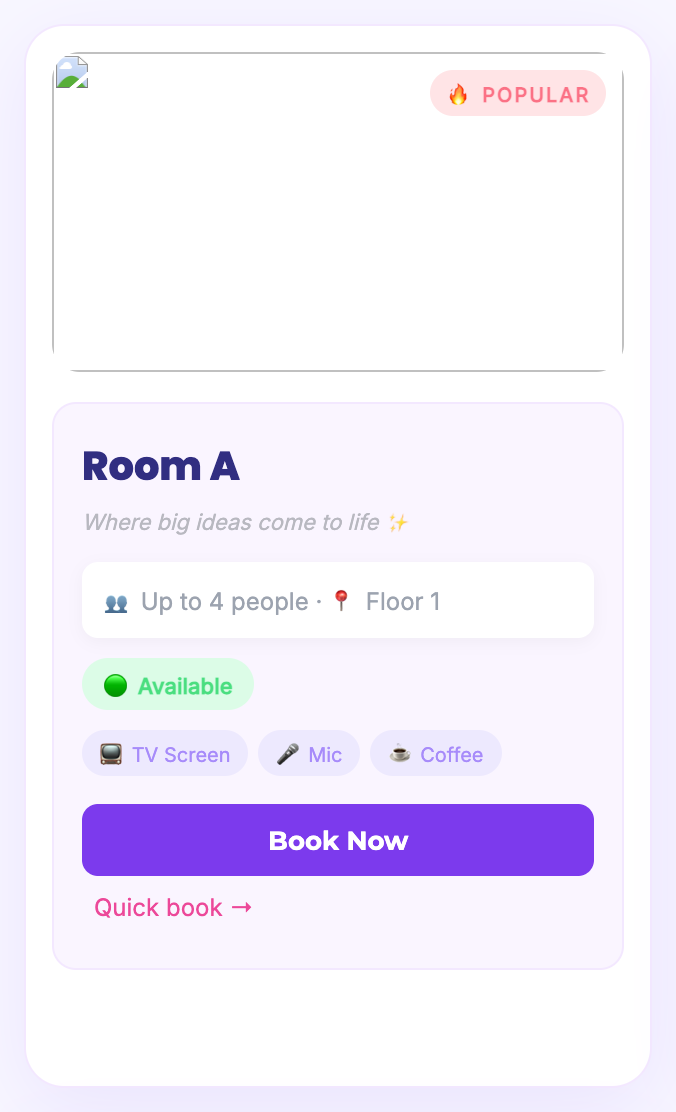 🔥 POPULAR
Room A
Where big ideas come to life ✨
👥 Up to 4 people · 📍 Floor 1
🟢 Available
📺 TV Screen 🎤 Mic ☕ Coffee
Book Now
Quick book →